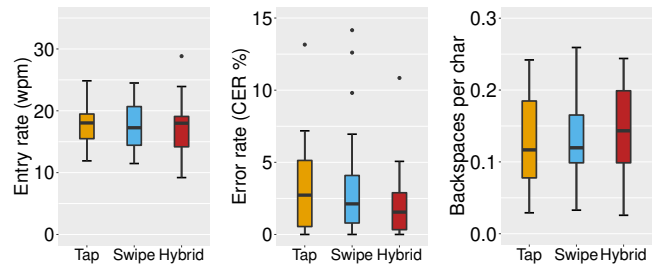 Entry rate (wpm)
30
20
10
0
Tap Swipe Hybrid
Error rate (CER %)
15
10
5
0
Tap Swipe Hybrid
Backspaces per char
0.3
0.2
0.1
0.0
Tap Swipe Hybrid